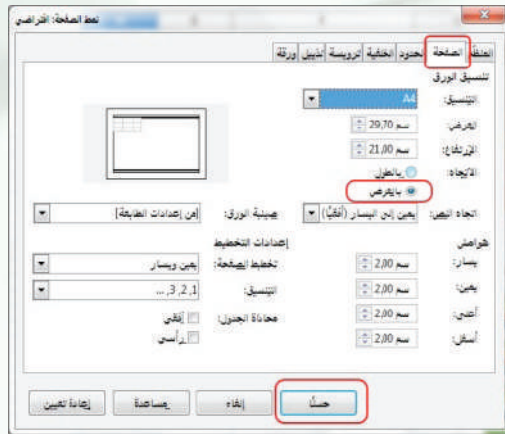 نمط الصفحة: افتراضي
المنظّم الصفحة الحدود الخلفية ترويسة تذييل ورقة
تنسيق الورق
التنسيق: A4
العرض: 29,70 سم
الارتفاع: 21,00 سم
الاتجاه: بالطول
بالعرض
اتجاه النص: يمين إلى اليسار (أفقيًا) صينية الورق: [من إعدادات الطابعة]
هوامش إعدادات التخطيط
يسار: 2,00 سم تخطيط الصفحة: يمين ويسار
يمين: 2,00 سم التنسيق: 1, 2, 3, ...
أعلى: 2,00 سم محاذاة الجدول: أفقي
أسفل: 2,00 سم رأسي
حسنًا إلغاء مساعدة إعادة تعيين